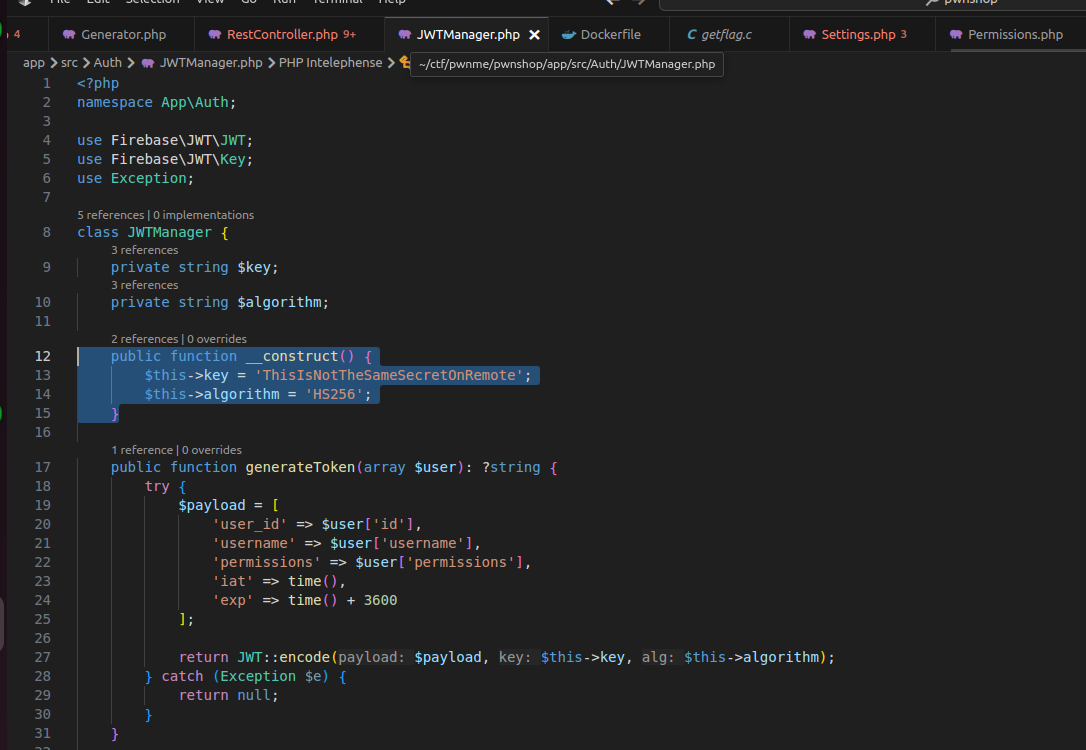 File Edit Selection View Go Run Terminal Help pwnshop
4 Generator.php RestController.php 9+ JWTManager.php Dockerfile getflag.c Settings.php 3 Permissions.php
app > src > Auth > JWTManager.php > PHP Intelephense >
~/ctf/pwnme/pwnshop/app/src/Auth/JWTManager.php
1 <?php
2 namespace App\Auth;
3
4 use Firebase\JWT\JWT;
5 use Firebase\JWT\Key;
6 use Exception;
7
5 references | 0 implementations
8 class JWTManager {
3 references
9 private string $key;
3 references
10 private string $algorithm;
11
2 references | 0 overrides
12 public function __construct() {
13 $this->key = 'ThisIsNotTheSameSecretOnRemote';
14 $this->algorithm = 'HS256';
15 }
16
1 reference | 0 overrides
17 public function generateToken(array $user): ?string {
18 try {
19 $payload = [
20 'user_id' => $user['id'],
21 'username' => $user['username'],
22 'permissions' => $user['permissions'],
23 'iat' => time(),
24 'exp' => time() + 3600
25 ];
26
27 return JWT::encode(payload: $payload, key: $this->key, alg: $this->algorithm);
28 } catch (Exception $e) {
29 return null;
30 }
31 }
32